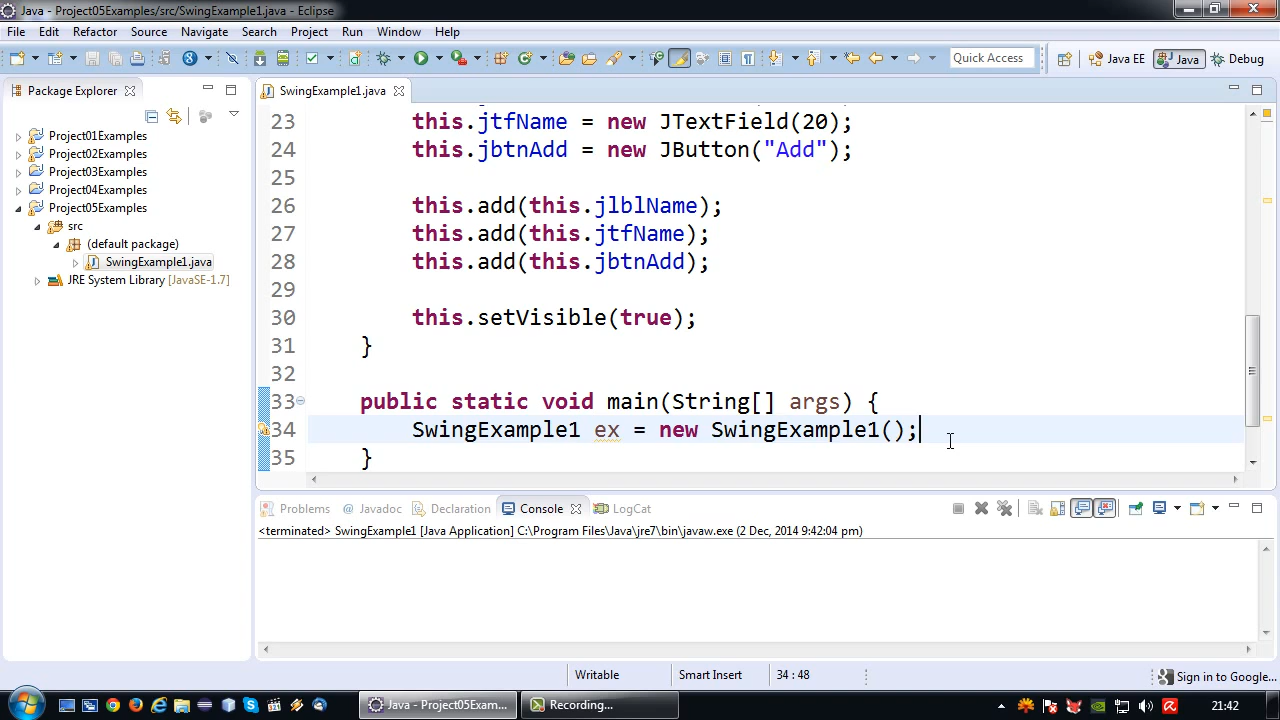 Java - Project05Examples/src/SwingExample1.java - Eclipse
File Edit Refactor Source Navigate Search Project Run Window Help
Quick Access Java EE Java Debug
Package Explorer
Project01Examples
Project02Examples
Project03Examples
Project04Examples
Project05Examples
src
(default package)
SwingExample1.java
JRE System Library [JavaSE-1.7]
SwingExample1.java
23 this.jtfName = new JTextField(20);
24 this.jbtnAdd = new JButton("Add");
25
26 this.add(this.jlblName);
27 this.add(this.jtfName);
28 this.add(this.jbtnAdd);
29
30 this.setVisible(true);
31 }
32
33 public static void main(String[] args) {
34 SwingExample1 ex = new SwingExample1();
35 }
Problems @ Javadoc Declaration Console LogCat
<terminated> SwingExample1 [Java Application] C:\Program Files\Java\jre7\bin\javaw.exe (2 Dec, 2014 9:42:04 pm)
Writable Smart Insert 34 : 48 Sign in to Google...
Java - Project05Exam... Recording... 21:42